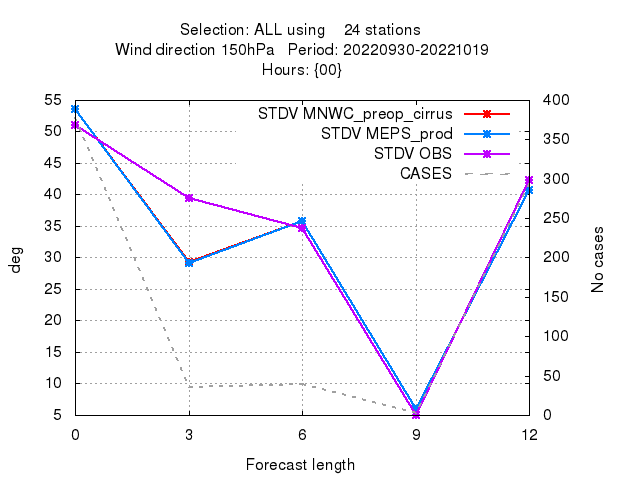 Selection: ALL using    24 stations
Wind direction 150hPa   Period: 20220930-20221019
Hours: {00}
STDV MNWC_preop_cirrus
STDV MEPS_prod
STDV OBS
CASES
55
50
45
40
35
30
25
20
15
10
5
deg
400
350
300
250
200
150
100
50
0
No cases
0
3
6
9
12
Forecast length